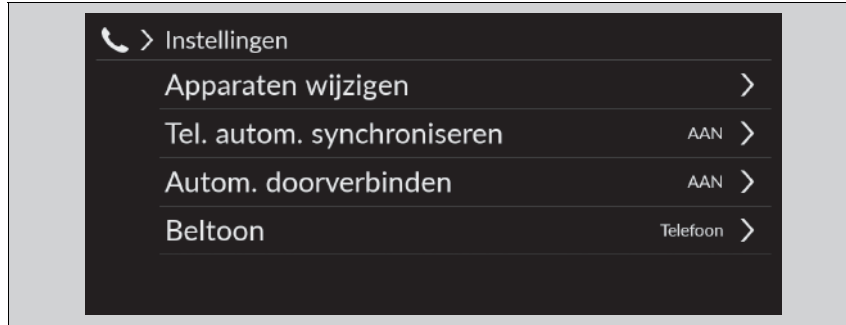 Instellingen
Apparaten wijzigen
Tel. autom. synchroniseren AAN
Autom. doorverbinden AAN
Beltoon Telefoon